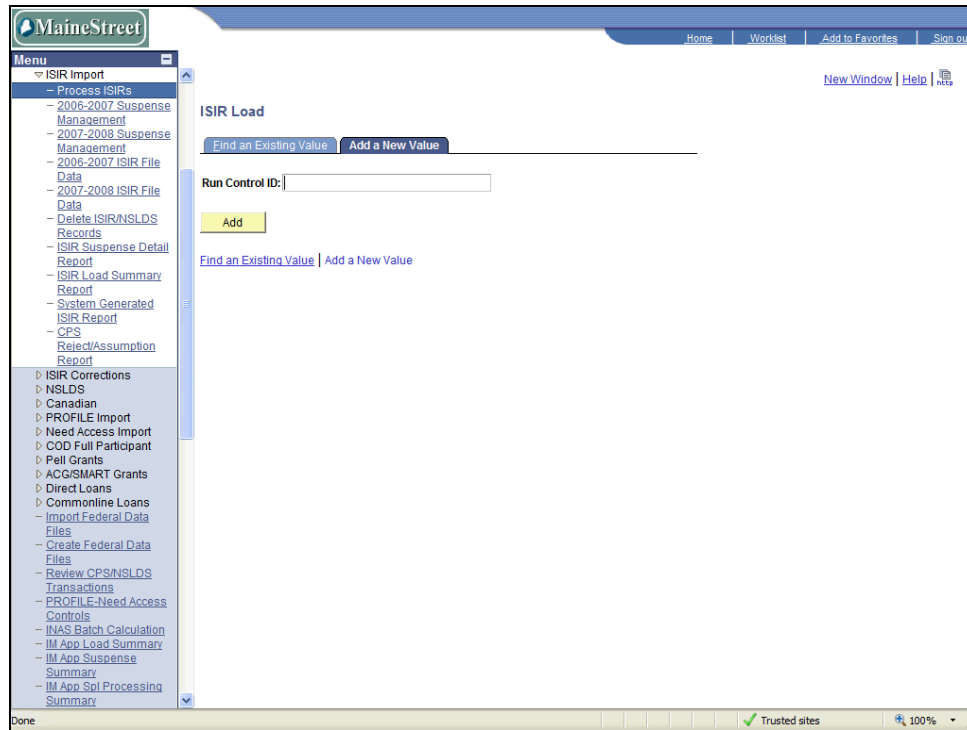 MaineStreet
Home | Worklist | Add to Favorites | Sign ou
Menu
ISIR Import
– Process ISIRs
– 2006-2007 Suspense
Management
– 2007-2008 Suspense
Management
– 2006-2007 ISIR File
Data
– 2007-2008 ISIR File
Data
– Delete ISIR/NSLDS
Records
– ISIR Suspense Detail
Report
– ISIR Load Summary
Report
– System Generated
ISIR Report
– CPS
Reject/Assumption
Report
ISIR Corrections
NSLDS
Canadian
PROFILE Import
Need Access Import
COD Full Participant
Pell Grants
ACG/SMART Grants
Direct Loans
Commonline Loans
– Import Federal Data
Files
– Create Federal Data
Files
– Review CPS/NSLDS
Transactions
– PROFILE-Need Access
Controls
– INAS Batch Calculation
– IM App Load Summary
– IM App Suspense
Summary
– IM App Spl Processing
Summary
New Window | Help | http
ISIR Load
Find an Existing Value
Add a New Value
Run Control ID:
Add
Find an Existing Value | Add a New Value
Done
Trusted sites
100%